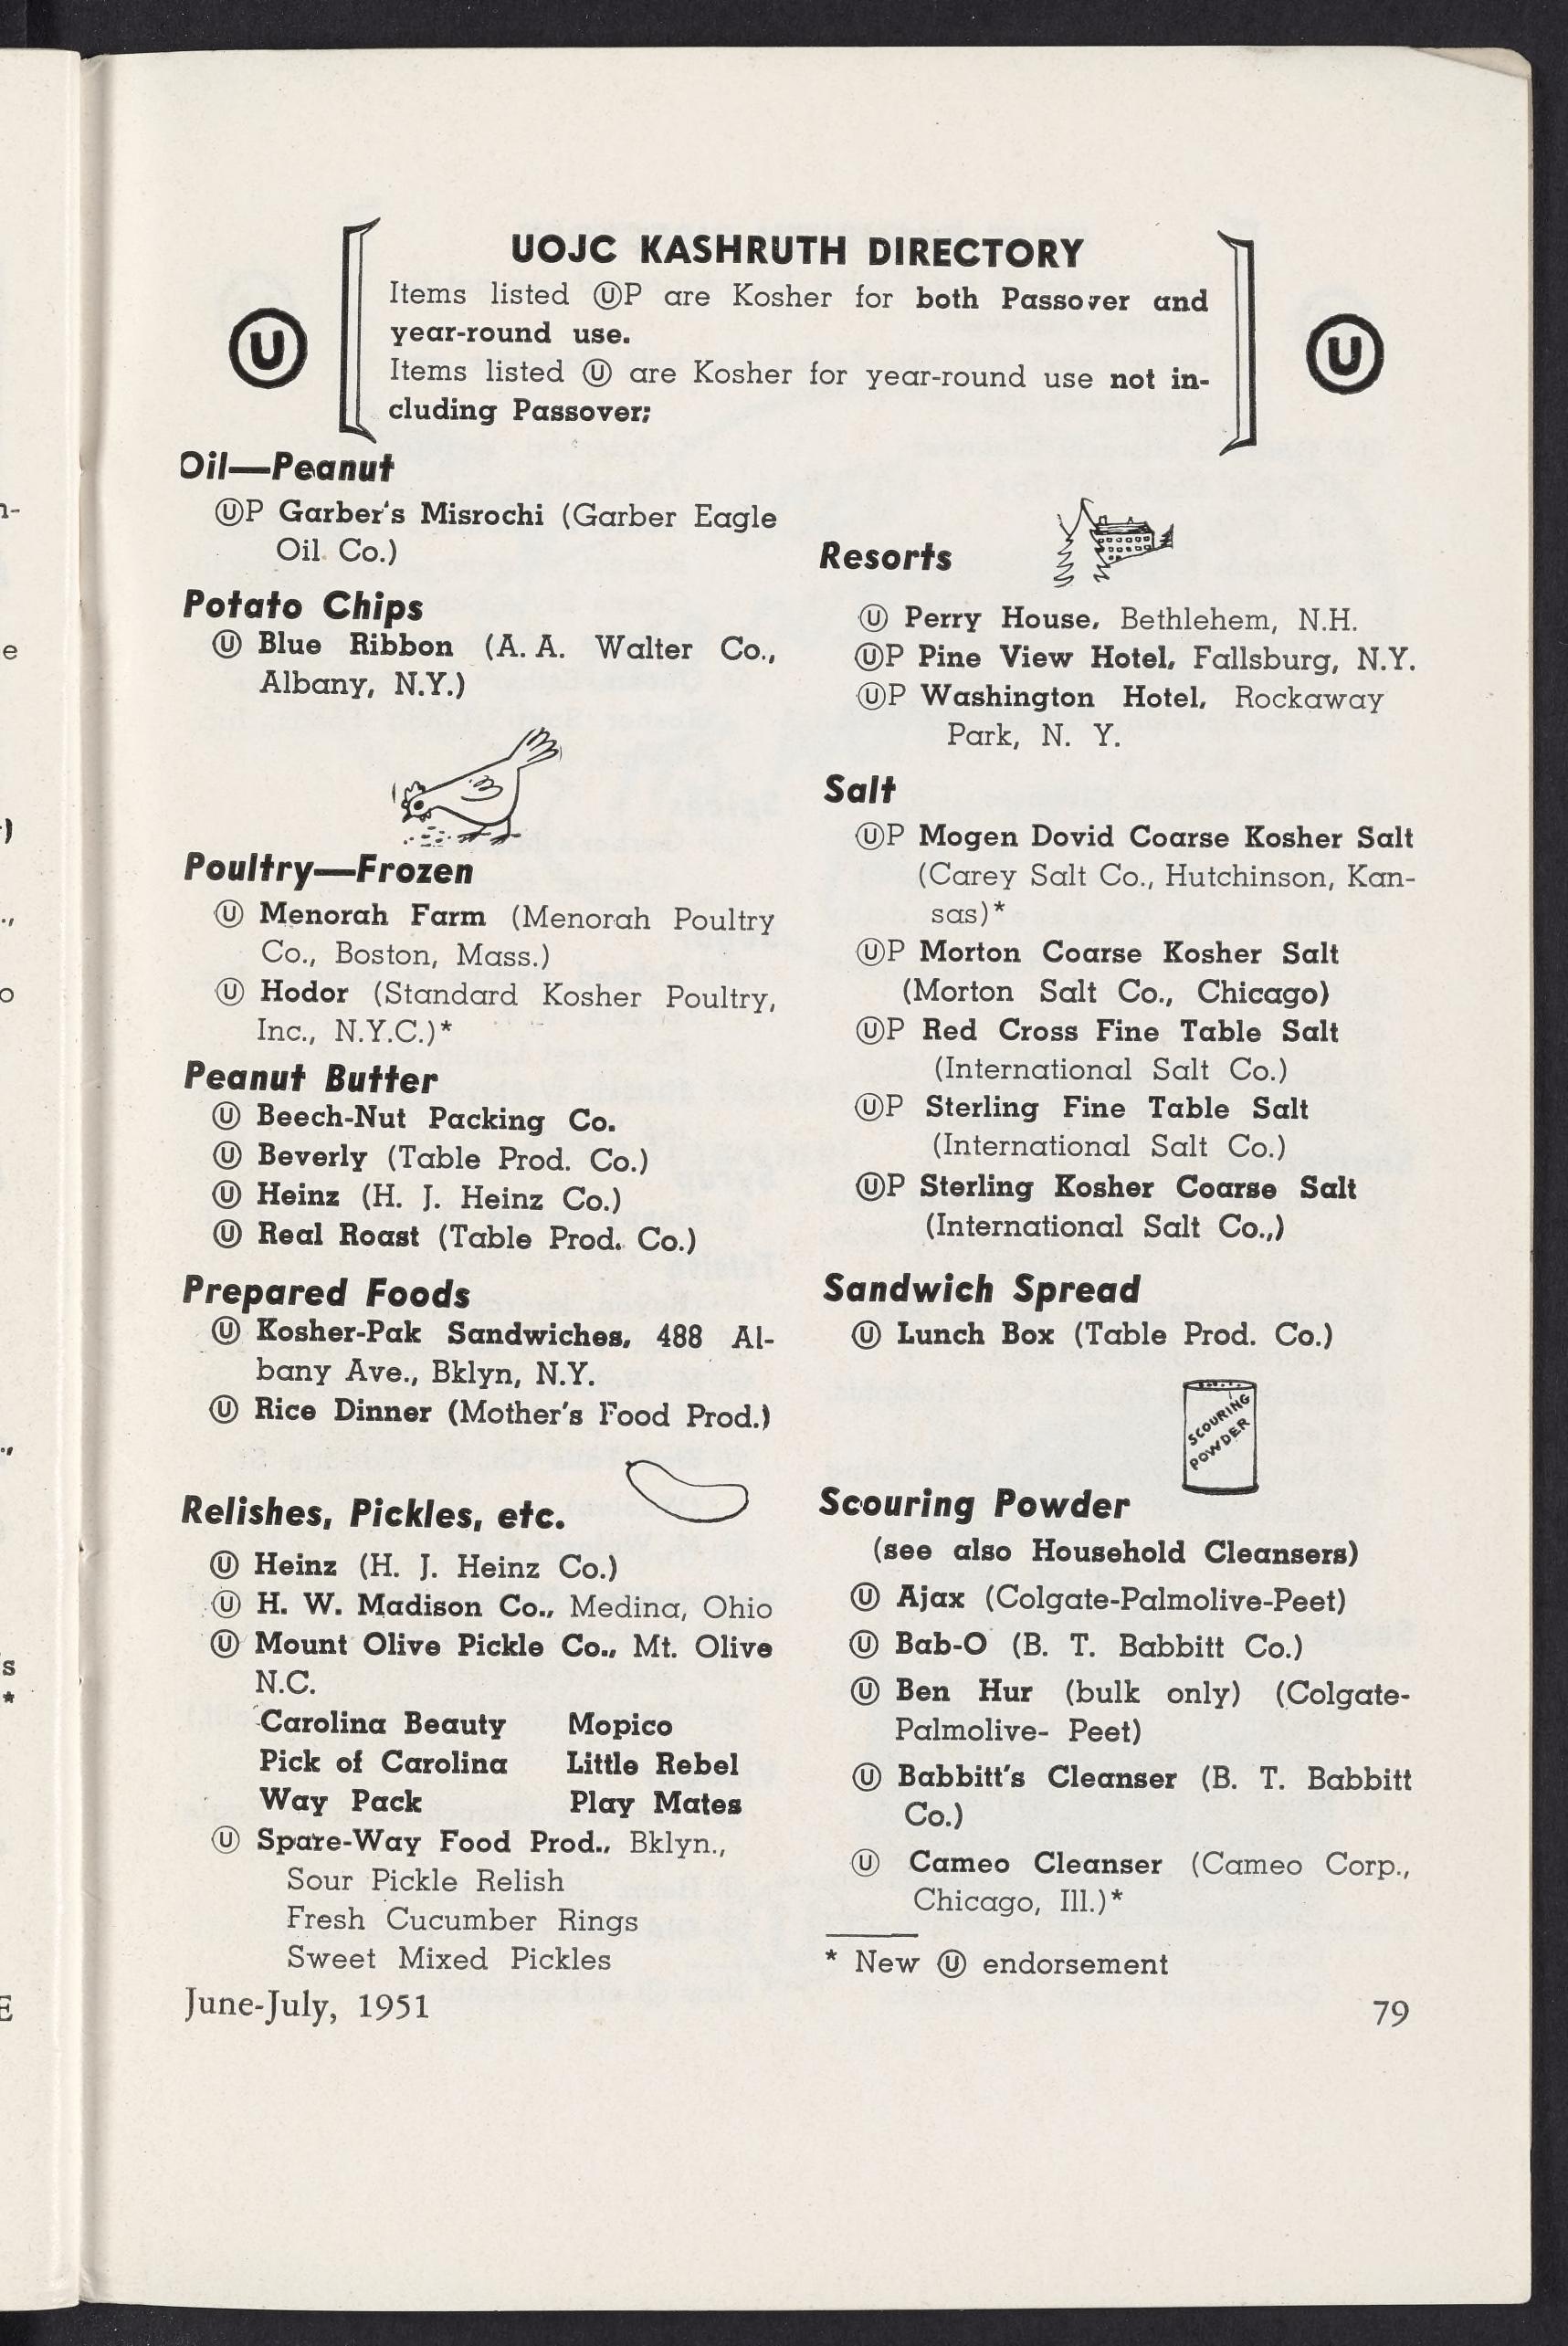 UOJC KASHRUTH DIRECTORY
Items listed ⓊP are Kosher for both Passover and
year-round use.
Items listed Ⓤ are Kosher for year-round use not in-
cluding Passover;
Ⓤ
Ⓤ
Oil—Peanut
ⓊP Garber's Misrochi (Garber Eagle
Oil Co.)
Potato Chips
Ⓤ Blue Ribbon (A. A. Walter Co.,
Albany, N.Y.)
Poultry—Frozen
Ⓤ Menorah Farm (Menorah Poultry
Co., Boston, Mass.)
Ⓤ Hodor (Standard Kosher Poultry,
Inc., N.Y.C.)*
Peanut Butter
Ⓤ Beech-Nut Packing Co.
Ⓤ Beverly (Table Prod. Co.)
Ⓤ Heinz (H. J. Heinz Co.)
Ⓤ Real Roast (Table Prod. Co.)
Prepared Foods
Ⓤ Kosher-Pak Sandwiches, 488 Al-
bany Ave., Bklyn, N.Y.
Ⓤ Rice Dinner (Mother's Food Prod.)
Relishes, Pickles, etc.
Ⓤ Heinz (H. J. Heinz Co.)
Ⓤ H. W. Madison Co., Medina, Ohio
Ⓤ Mount Olive Pickle Co., Mt. Olive
N.C.
Carolina Beauty Mopico
Pick of Carolina Little Rebel
Way Pack Play Mates
Ⓤ Spare-Way Food Prod., Bklyn.,
Sour Pickle Relish
Fresh Cucumber Rings
Sweet Mixed Pickles
Resorts
Ⓤ Perry House, Bethlehem, N.H.
ⓊP Pine View Hotel, Fallsburg, N.Y.
ⓊP Washington Hotel, Rockaway
Park, N. Y.
Salt
ⓊP Mogen Dovid Coarse Kosher Salt
(Carey Salt Co., Hutchinson, Kan-
sas)*
ⓊP Morton Coarse Kosher Salt
(Morton Salt Co., Chicago)
ⓊP Red Cross Fine Table Salt
(International Salt Co.)
ⓊP Sterling Fine Table Salt
(International Salt Co.)
ⓊP Sterling Kosher Coarse Salt
(International Salt Co.,)
Sandwich Spread
Ⓤ Lunch Box (Table Prod. Co.)
SCOURING
POWDER
Scouring Powder
(see also Household Cleansers)
Ⓤ Ajax (Colgate-Palmolive-Peet)
Ⓤ Bab-O (B. T. Babbitt Co.)
Ⓤ Ben Hur (bulk only) (Colgate-
Palmolive- Peet)
Ⓤ Babbitt's Cleanser (B. T. Babbitt
Co.)
Ⓤ Cameo Cleanser (Cameo Corp.,
Chicago, Ill.)*
* New Ⓤ endorsement
June-July, 1951
79